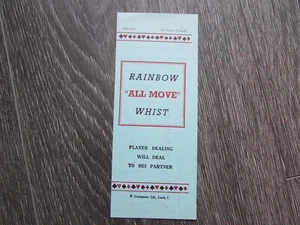 RAINBOW
"ALL MOVE"
WHIST
PLAYER DEALING
WILL DEAL
TO HIS PARTNER